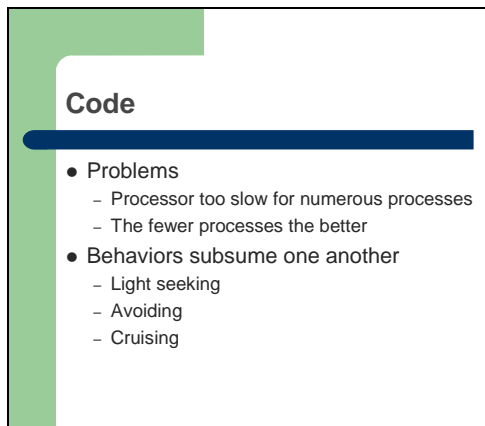 Code
● Problems
– Processor too slow for numerous processes
– The fewer processes the better
● Behaviors subsume one another
– Light seeking
– Avoiding
– Cruising